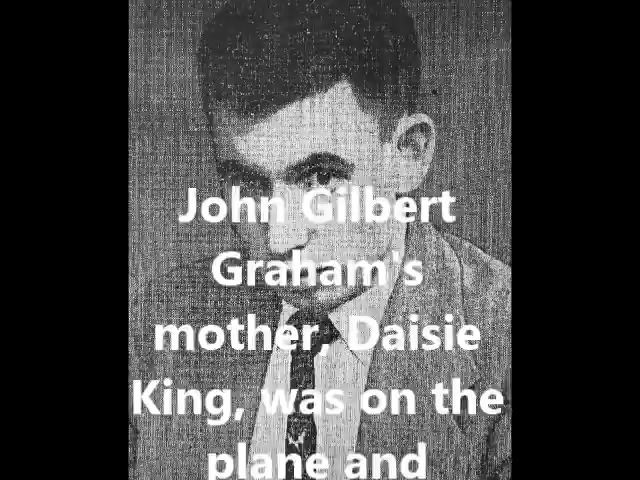 John Gilbert
Graham's
mother, Daisie
King, was on the
plane and